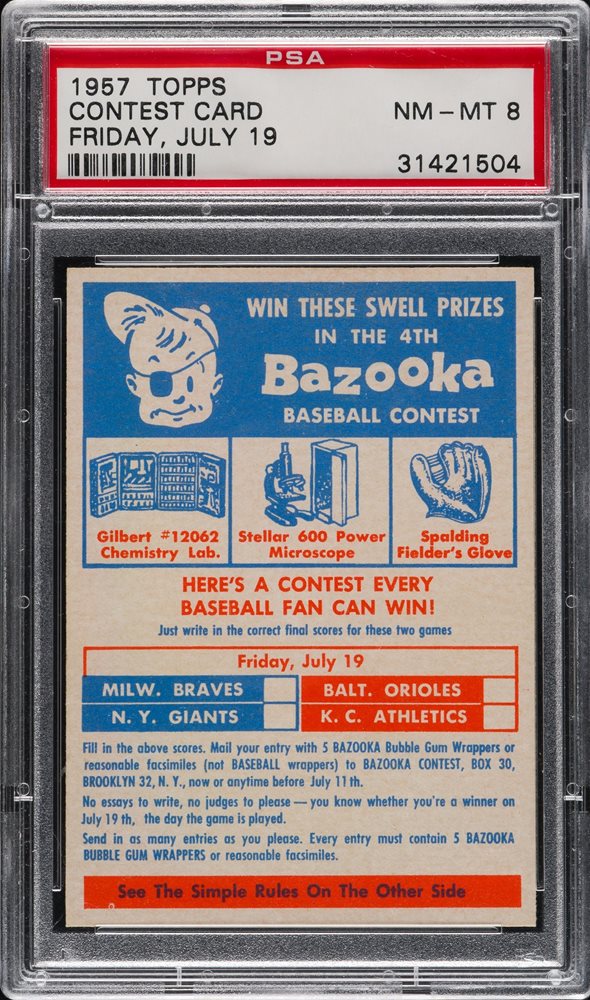 PSA
1957 TOPPS
CONTEST CARD
FRIDAY, JULY 19
NM - MT 8
31421504
WIN THESE SWELL PRIZES
IN THE 4TH
Bazooka
BASEBALL CONTEST
Gilbert #12062
Chemistry Lab.
Stellar 600 Power
Microscope
Spalding
Fielder's Glove
HERE'S A CONTEST EVERY
BASEBALL FAN CAN WIN!
Just write in the correct final scores for these two games
Friday, July 19
MILW. BRAVES
N. Y. GIANTS
BALT. ORIOLES
K. C. ATHLETICS
Fill in the above scores. Mail your entry with 5 BAZOOKA Bubble Gum Wrappers or
reasonable facsimiles (not BASEBALL wrappers) to BAZOOKA CONTEST, BOX 30,
BROOKLYN 32, N. Y., now or anytime before July 11th.
No essays to write, no judges to please — you know whether you're a winner on
July 19th, the day the game is played.
Send in as many entries as you please. Every entry must contain 5 BAZOOKA
BUBBLE GUM WRAPPERS or reasonable facsimiles.
See The Simple Rules On The Other Side